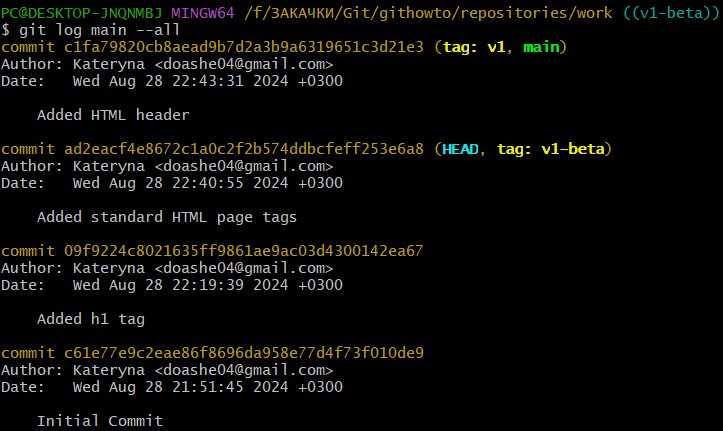 PC@DESKTOP-JNQNMBJ MINGW64 /f/ЗАКАЧКИ/Git/githowto/repositories/work ((v1-beta))
$ git log main --all
commit c1fa79820cb8aead9b7d2a3b9a6319651c3d21e3 (tag: v1, main)
Author: Kateryna <doashe04@gmail.com>
Date:   Wed Aug 28 22:43:31 2024 +0300
    Added HTML header
commit ad2eacf4e8672c1a0c2f2b574ddbcfeff253e6a8 (HEAD, tag: v1-beta)
Author: Kateryna <doashe04@gmail.com>
Date:   Wed Aug 28 22:40:55 2024 +0300
    Added standard HTML page tags
commit 09f9224c8021635ff9861ae9ac03d4300142ea67
Author: Kateryna <doashe04@gmail.com>
Date:   Wed Aug 28 22:19:39 2024 +0300
    Added h1 tag
commit c61e77e9c2eae86f8696da958e77d4f73f010de9
Author: Kateryna <doashe04@gmail.com>
Date:   Wed Aug 28 21:51:45 2024 +0300
    Initial Commit